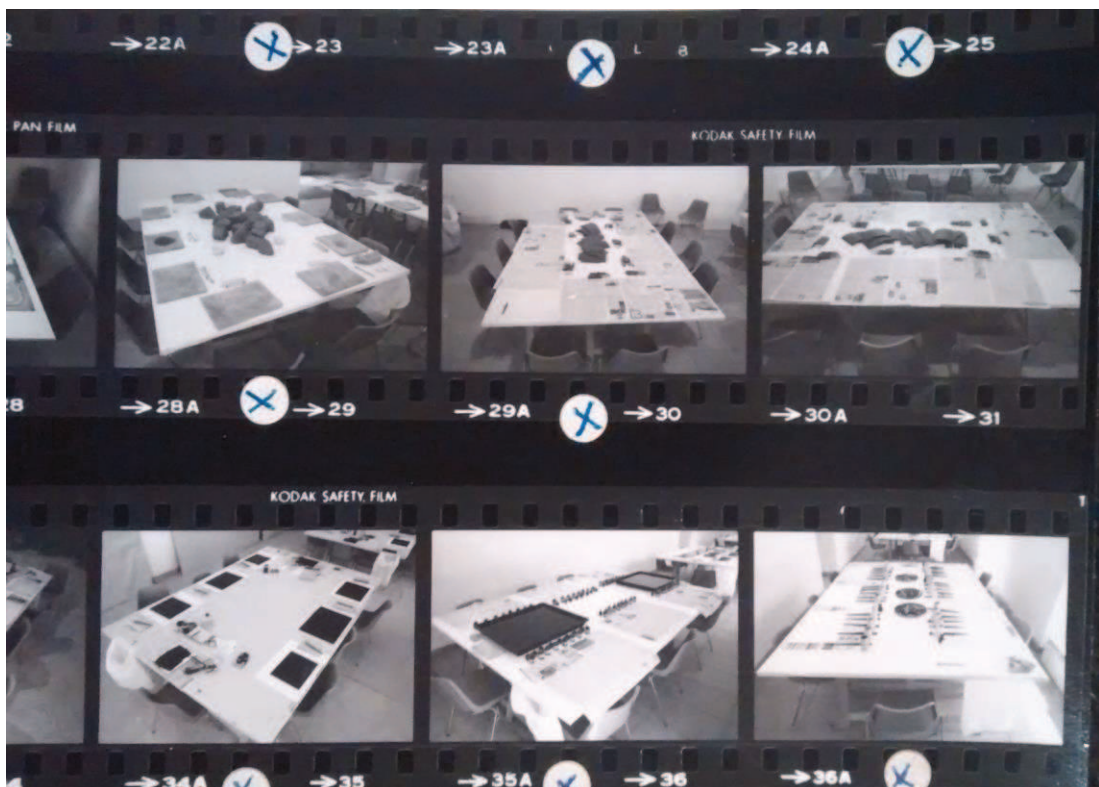 →22A →23 →23A →24A →25
PAN FILM
KODAK SAFETY FILM
28 →28A →29 →29A →30 →30A →31
KODAK SAFETY FILM
→34A →35 →35A →36 →36A